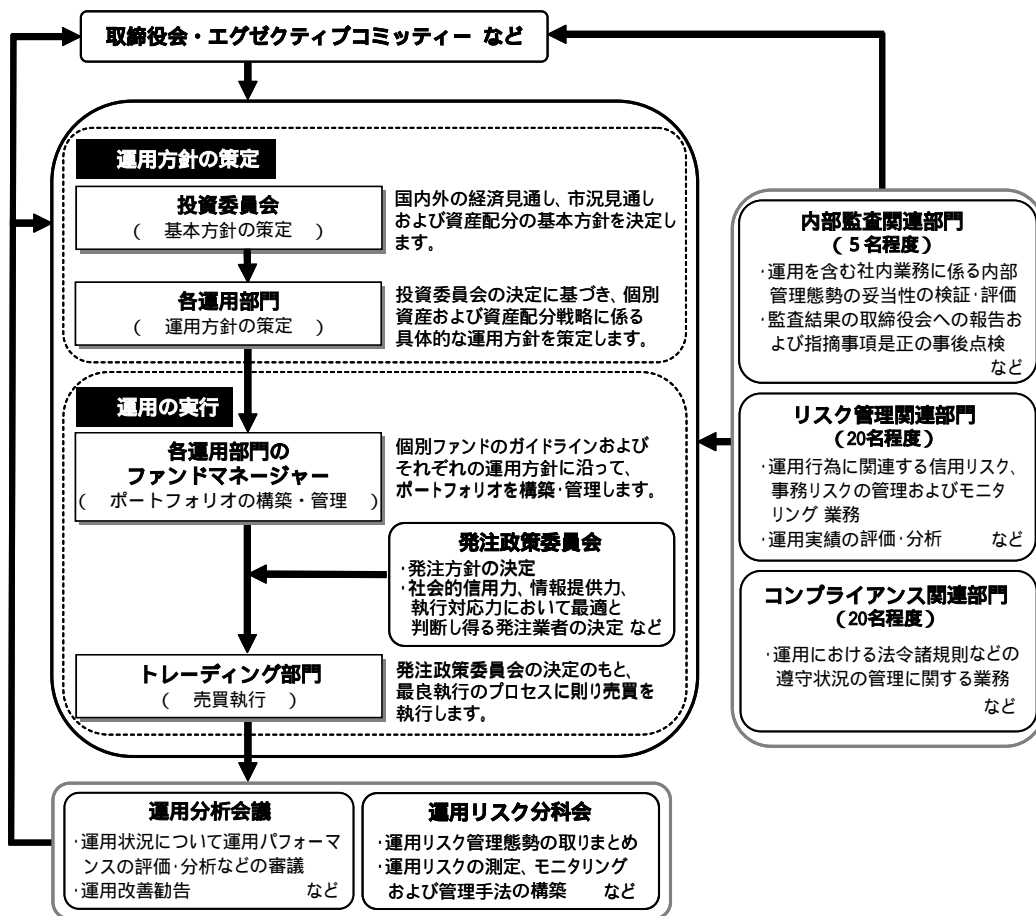 取締役会・エグゼクティブコミッティー など
運用方針の策定
投資委員会
( 基本方針の策定 )
国内外の経済見通し、市況見通し
および資産配分の基本方針を決定し
ます。
各運用部門
( 運用方針の策定 )
投資委員会の決定に基づき、個別
資産および資産配分戦略に係る
具体的な運用方針を策定します。
運用の実行
各運用部門の
ファンドマネージャー
( ポートフォリオの構築・管理 )
個別ファンドのガイドラインおよび
それぞれの運用方針に沿って、
ポートフォリオを構築・管理します。
発注政策委員会
・発注方針の決定
・社会的信用力、情報提供力、
執行対応力において最適と
判断し得る発注業者の決定 など
トレーディング部門
( 売買執行 )
発注政策委員会の決定のもと、
最良執行のプロセスに則り売買を
執行します。
運用分析会議
・運用状況について運用パフォーマ
ンスの評価・分析などの審議
・運用改善勧告 など
運用リスク分科会
・運用リスク管理態勢の取りまとめ
・運用リスクの測定、モニタリング
および管理手法の構築 など
内部監査関連部門
(5名程度)
・運用を含む社内業務に係る内部
管理態勢の妥当性の検証・評価
・監査結果の取締役会への報告お
よび指摘事項是正の事後点検
など
リスク管理関連部門
(20名程度)
・運用行為に関連する信用リスク、
事務リスクの管理およびモニタ
リング 業務
・運用実績の評価・分析 など
コンプライアンス関連部門
(20名程度)
・運用における法令諸規則などの
遵守状況の管理に関する業務
など